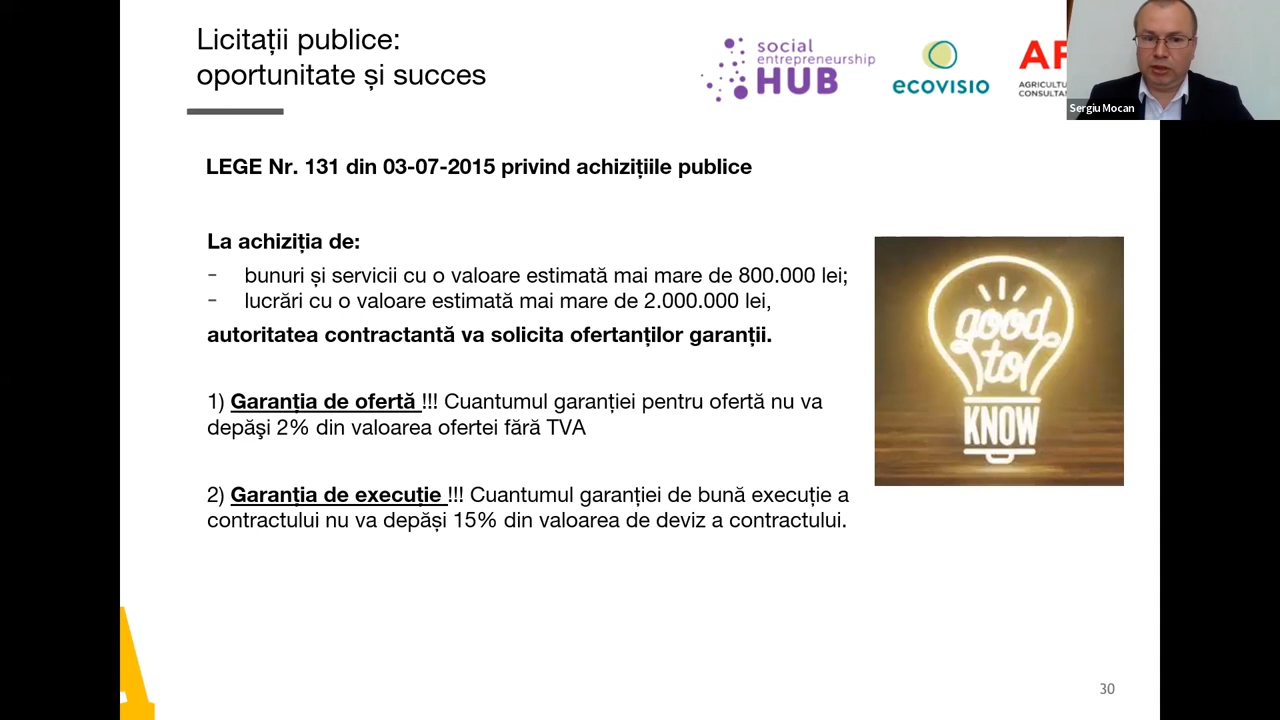 Licitații publice:
oportunitate și succes
social
entrepreneurship
HUB
ecovisio
Sergiu Mocan
LEGE Nr. 131 din 03-07-2015 privind achizițiile publice
La achiziția de:
- bunuri și servicii cu o valoare estimată mai mare de 800.000 lei;
- lucrări cu o valoare estimată mai mare de 2.000.000 lei,
autoritatea contractantă va solicita ofertanților garanții.
1) Garanția de ofertă !!! Cuantumul garanției pentru ofertă nu va
depăşi 2% din valoarea ofertei fără TVA
2) Garanția de execuție !!! Cuantumul garanției de bună execuție a
contractului nu va depăși 15% din valoarea de deviz a contractului.
good
to
KNOW
30